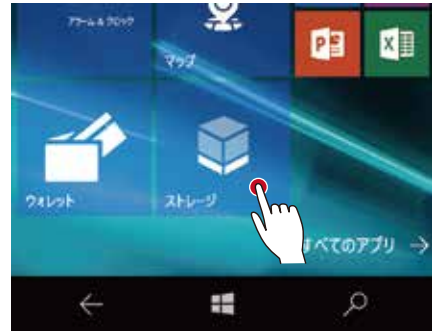 アラーム & クロック
マップ
ウォレット
ストレージ
すべてのアプリ